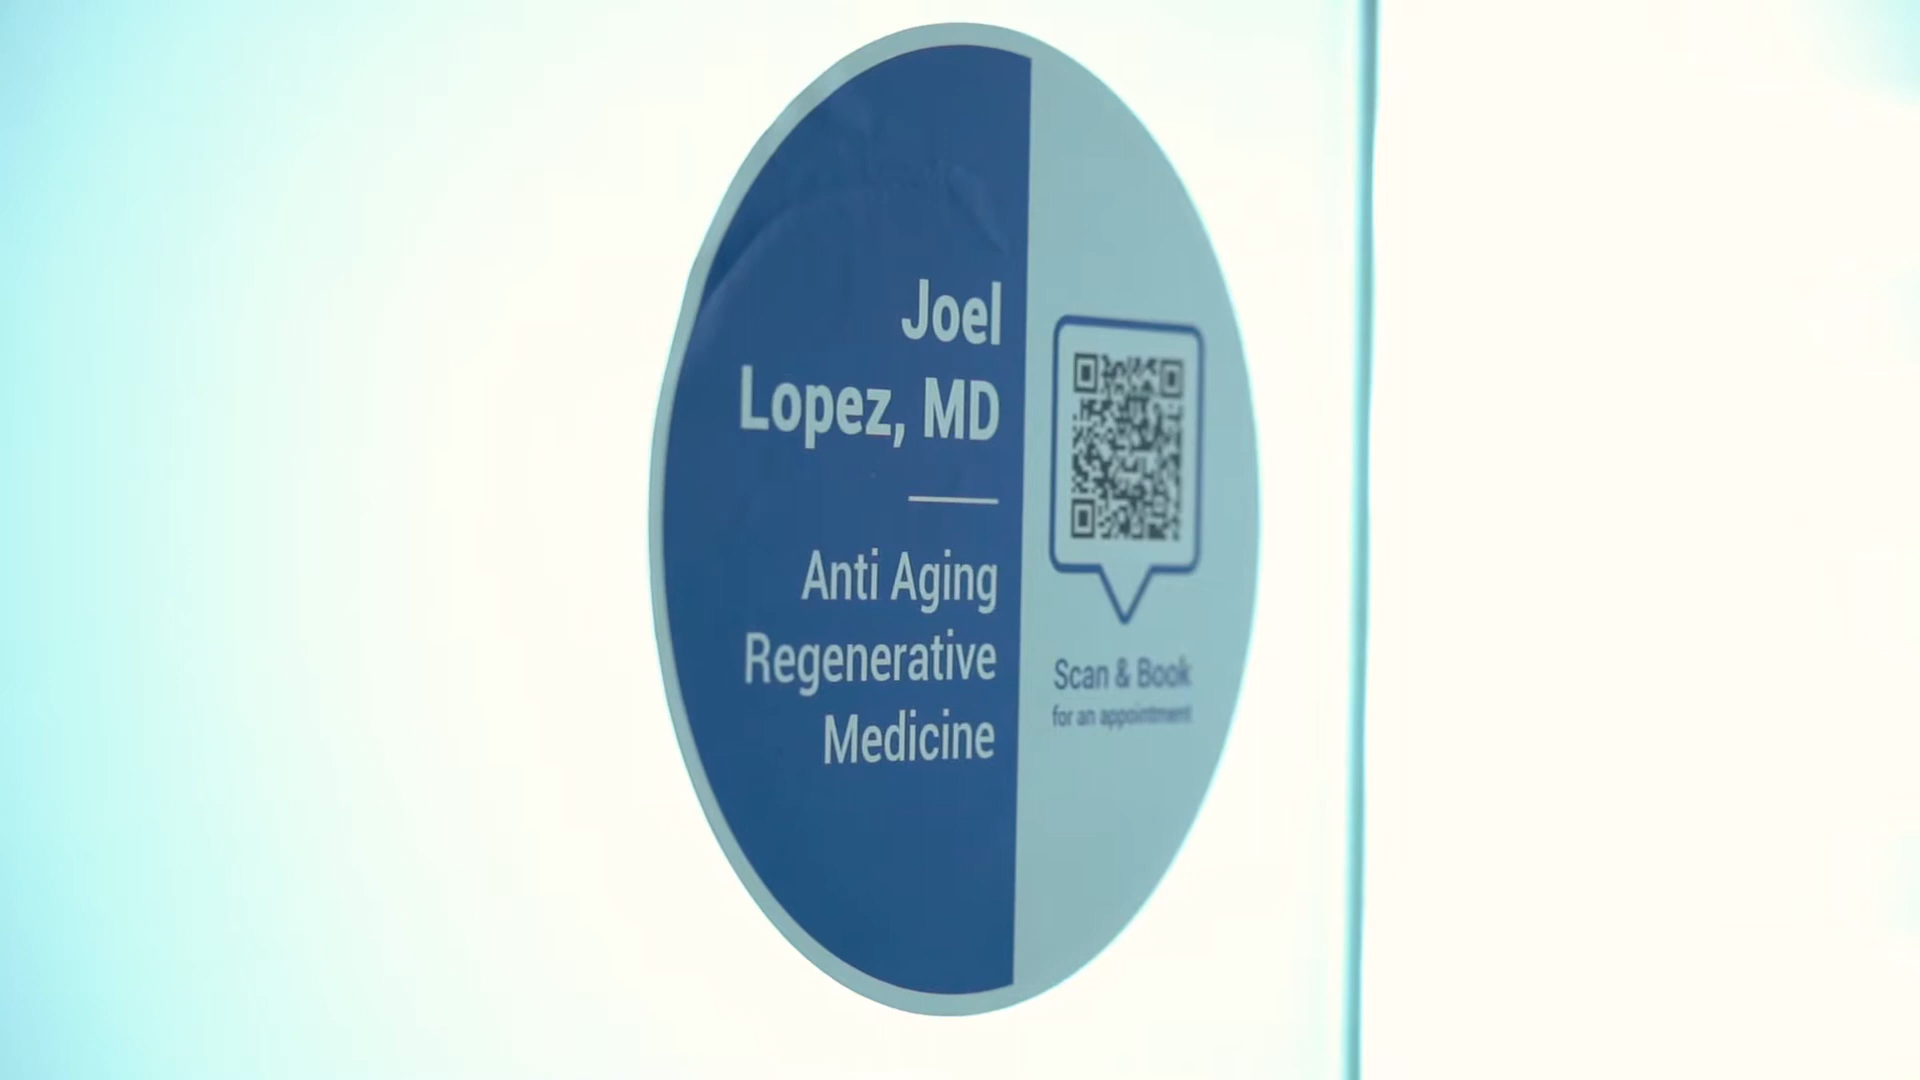 Joel
Lopez, MD
Anti Aging
Regenerative
Medicine
Scan & Book
for an appointment